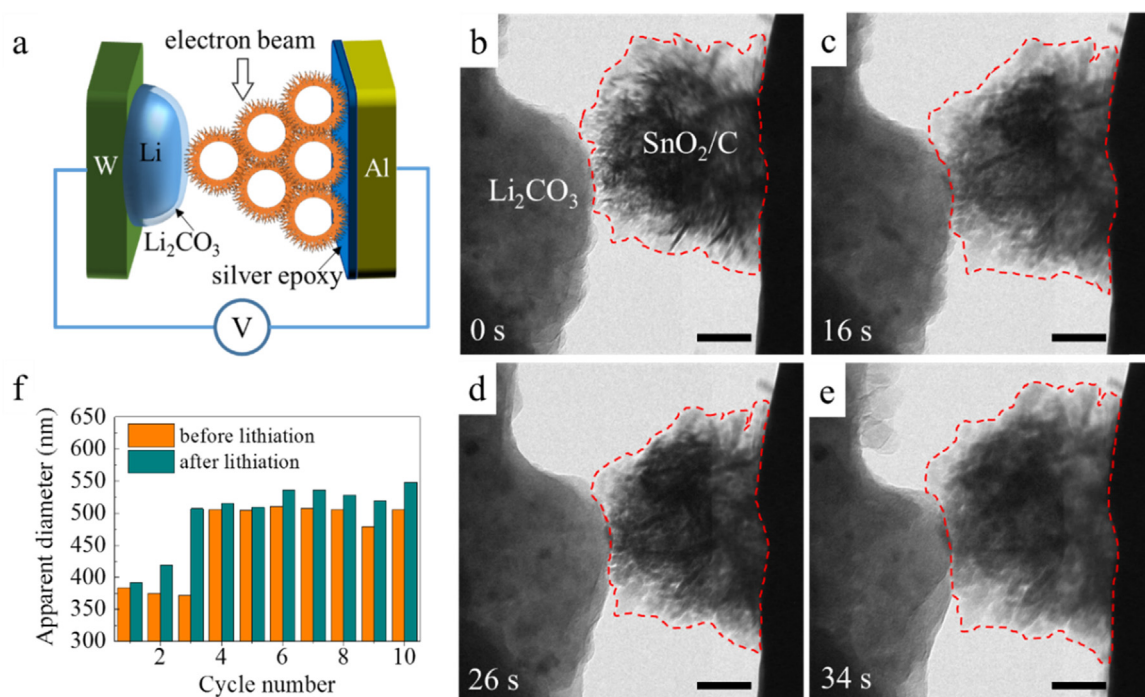 a
electron beam
W
Li
Al
Li₂CO₃
silver epoxy
V
b
SnO₂/C
Li₂CO₃
0 s
c
16 s
f
before lithiation
after lithiation
Apparent diameter (nm)
650
600
550
500
450
400
350
300
2 4 6 8 10
Cycle number
d
26 s
e
34 s